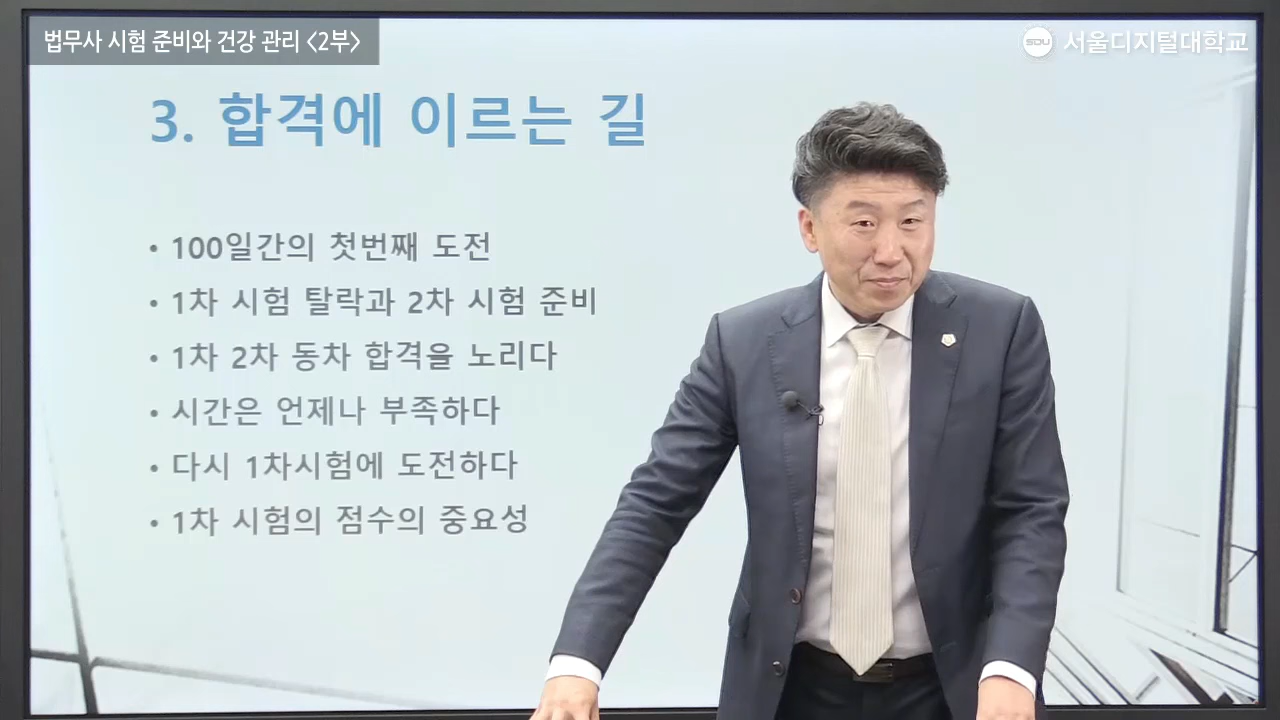 법무사 시험 준비와 건강 관리 <2부>
SDU 서울디지털대학교
3. 합격에 이르는 길
• 100일간의 첫번째 도전
• 1차 시험 탈락과 2차 시험 준비
• 1차 2차 동차 합격을 노리다
• 시간은 언제나 부족하다
• 다시 1차시험에 도전하다
• 1차 시험의 점수의 중요성